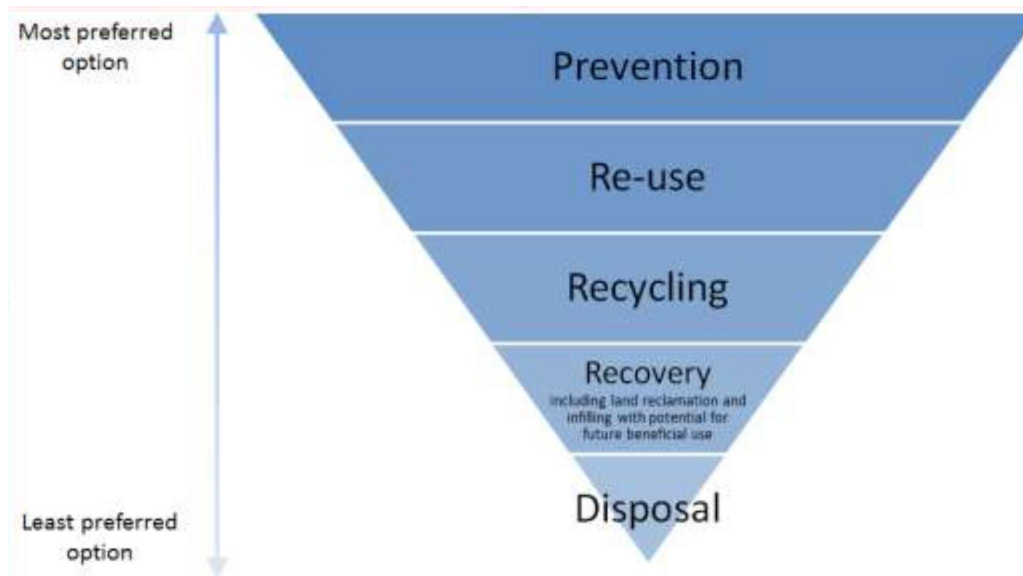 Most preferred
option
Prevention
Re-use
Recycling
Recovery
including land reclamation and
infilling with potential for
future beneficial use
Disposal
Least preferred
option